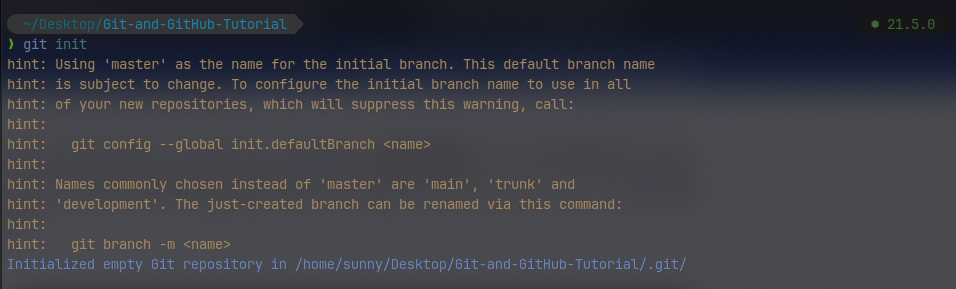 ~/Desktop/Git-and-GitHub-Tutorial
21.5.0
❯ git init
hint: Using 'master' as the name for the initial branch. This default branch name
hint: is subject to change. To configure the initial branch name to use in all
hint: of your new repositories, which will suppress this warning, call:
hint:
hint:   git config --global init.defaultBranch <name>
hint:
hint: Names commonly chosen instead of 'master' are 'main', 'trunk' and
hint: 'development'. The just-created branch can be renamed via this command:
hint:
hint:   git branch -m <name>
Initialized empty Git repository in /home/sunny/Desktop/Git-and-GitHub-Tutorial/.git/